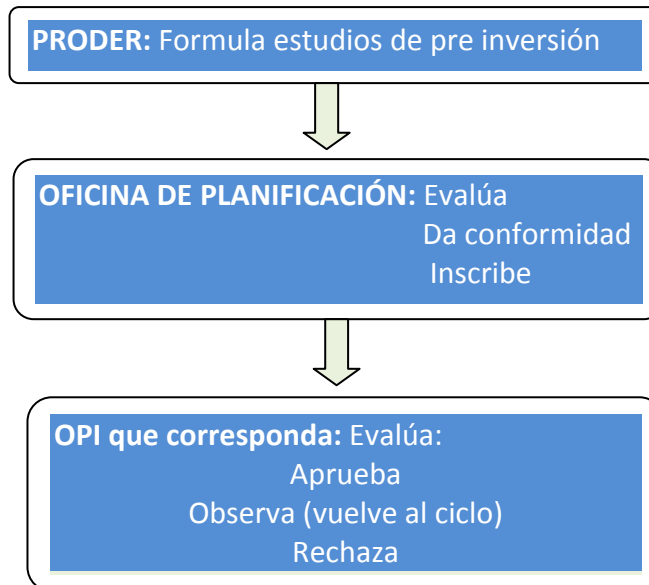 PRODER: Formula estudios de pre inversión
OFICINA DE PLANIFICACIÓN: Evalúa
Da conformidad
Inscribe
OPI que corresponda: Evalúa:
Aprueba
Observa (vuelve al ciclo)
Rechaza